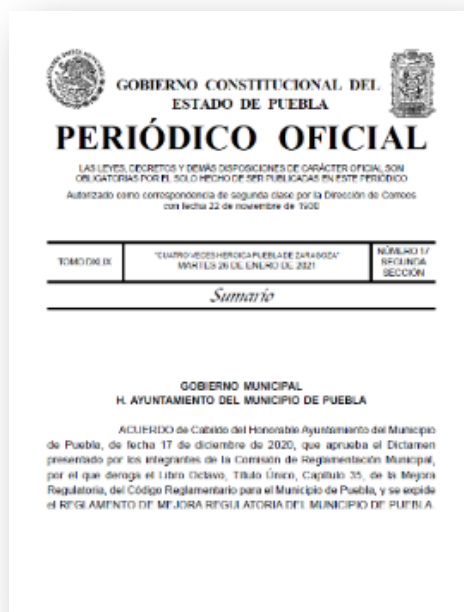 GOBIERNO CONSTITUCIONAL DEL
ESTADO DE PUEBLA
PERIÓDICO OFICIAL
LAS LEYES, DECRETOS Y DEMÁS DISPOSICIONES DE CARÁCTER OFICIAL SON
OBLIGATORIAS POR EL SOLO HECHO DE SER PUBLICADAS EN ESTE PERIÓDICO
Autorizado como correspondencia de segunda clase por la Dirección de Correos
con fecha 22 de noviembre de 1930
TOMO DXLIX
"CUATRO VECES HEROICA PUEBLA DE ZARAGOZA"
MARTES 26 DE ENERO DE 2021
NÚMERO 17
SEGUNDA
SECCIÓN
Sumario
GOBIERNO MUNICIPAL
H. AYUNTAMIENTO DEL MUNICIPIO DE PUEBLA
ACUERDO de Cabildo del Honorable Ayuntamiento del Municipio
de Puebla, de fecha 17 de diciembre de 2020, que aprueba el Dictamen
presentado por los integrantes de la Comisión de Reglamentación Municipal,
por el que deroga el Libro Octavo, Título Único, Capítulo 35, de la Mejora
Regulatoria, del Código Reglamentario para el Municipio de Puebla, y se expide
el REGLAMENTO DE MEJORA REGULATORIA DEL MUNICIPIO DE PUEBLA.